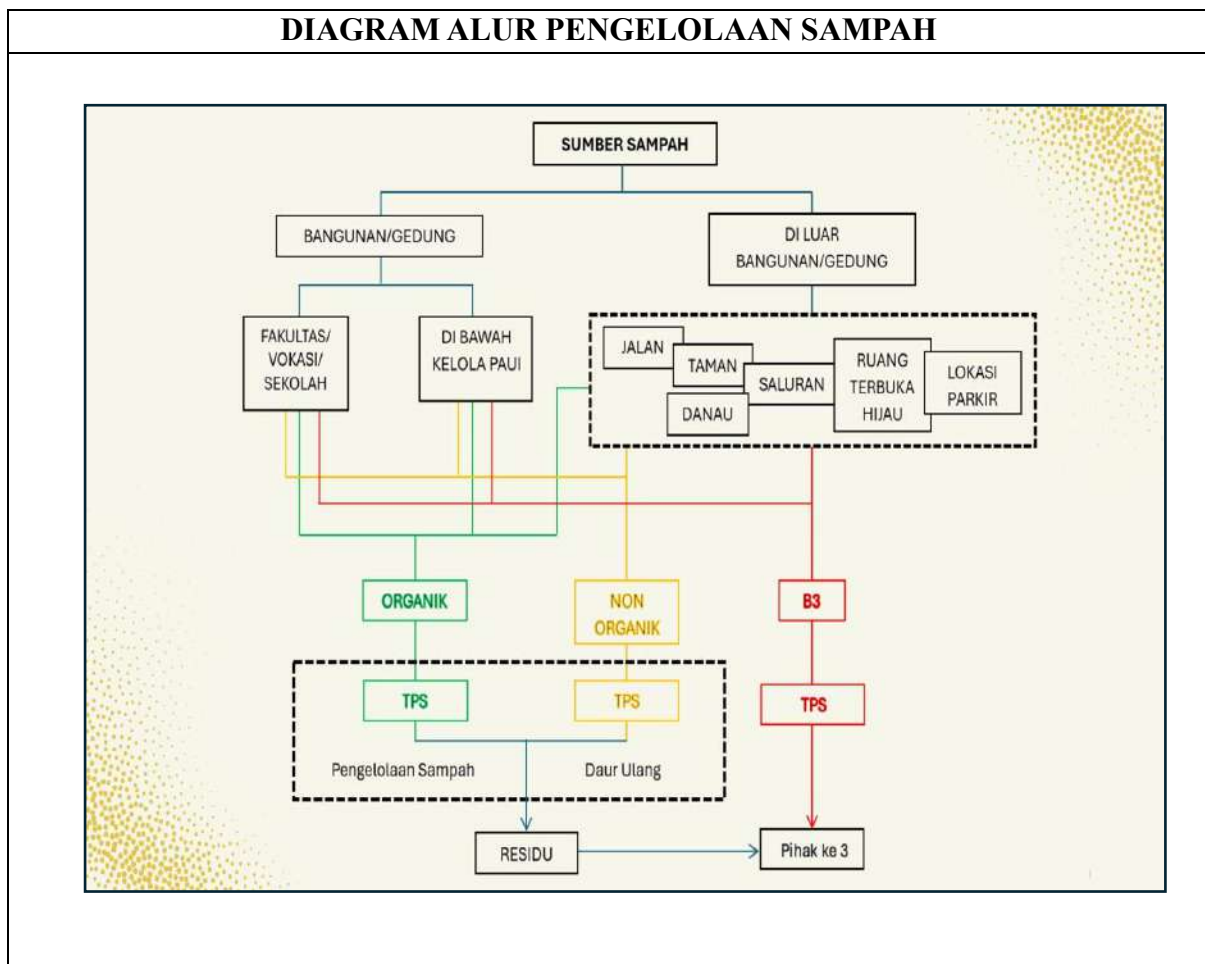 DIAGRAM ALUR PENGELOLAAN SAMPAH
SUMBER SAMPAH
BANGUNAN/GEDUNG
DI LUAR
BANGUNAN/GEDUNG
FAKULTAS/
VOKASI/
SEKOLAH
DI BAWAH
KELOLA PAUI
JALAN
TAMAN
DANAU
SALURAN
RUANG
TERBUKA
HIJAU
LOKASI
PARKIR
ORGANIK
NON
ORGANIK
B3
TPS
TPS
TPS
Pengelolaan Sampah
Daur Ulang
RESIDU
Pihak ke 3